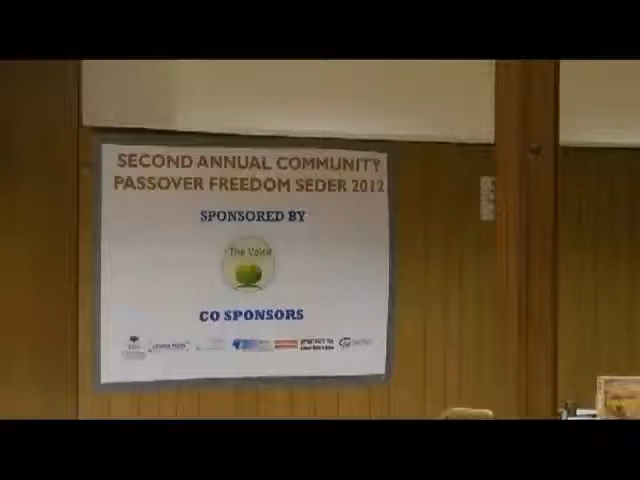 SECOND ANNUAL COMMUNITY
PASSOVER FREEDOM SEDER 2012
SPONSORED BY
The Voice
CO SPONSORS